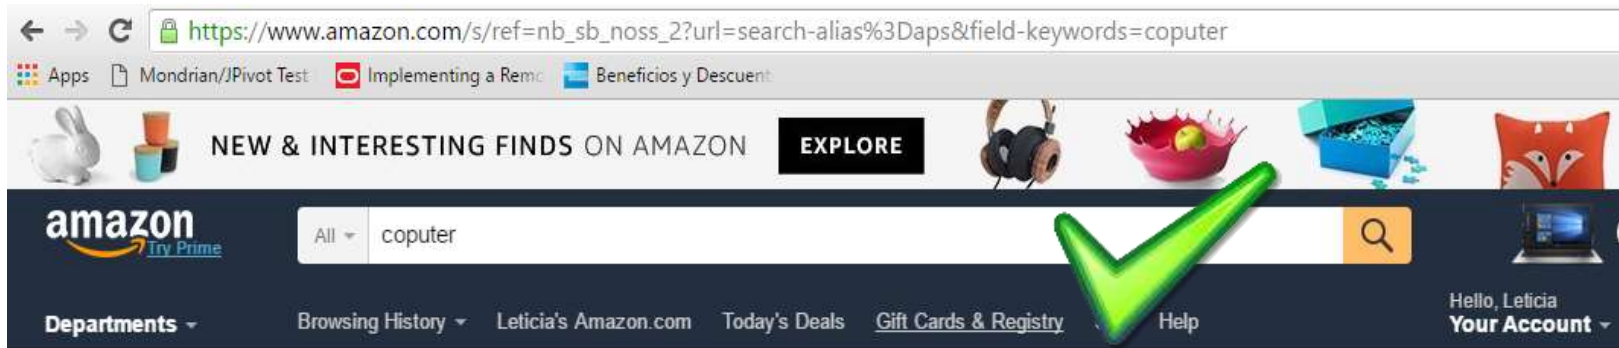 https://www.amazon.com/s/ref=nb_sb_noss_2?url=search-alias%3Daps&field-keywords=coputer
Apps Mondrian/JPivot Test Implementing a Remo Beneficios y Descuent
NEW & INTERESTING FINDS ON AMAZON EXPLORE
amazon
Try Prime
All coputer
Hello, Leticia
Departments Browsing History Leticia's Amazon.com Today's Deals Gift Cards & Registry Help Your Account